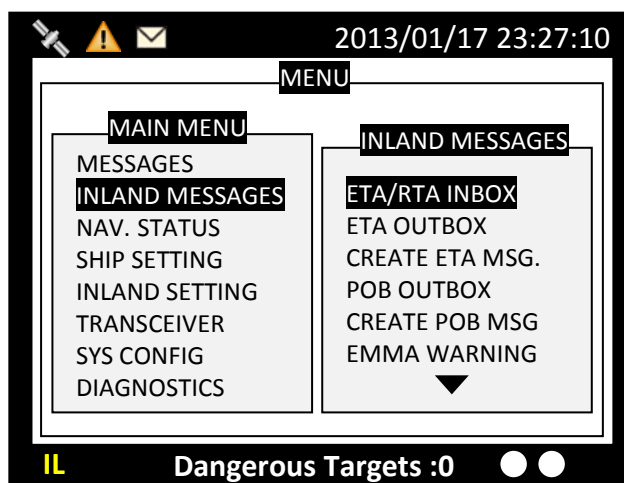 2013/01/17 23:27:10
MENU
MAIN MENU
MESSAGES
INLAND MESSAGES
NAV. STATUS
SHIP SETTING
INLAND SETTING
TRANSCEIVER
SYS CONFIG
DIAGNOSTICS
INLAND MESSAGES
ETA/RTA INBOX
ETA OUTBOX
CREATE ETA MSG.
POB OUTBOX
CREATE POB MSG
EMMA WARNING
IL Dangerous Targets :0